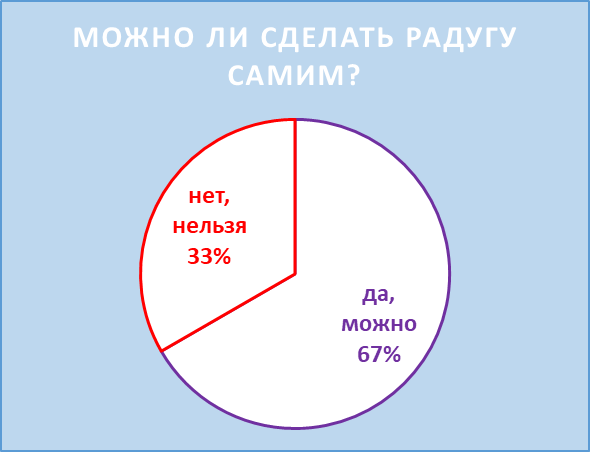 МОЖНО ЛИ СДЕЛАТЬ РАДУГУ
САМИМ?
нет,
нельзя
33%
да,
можно
67%